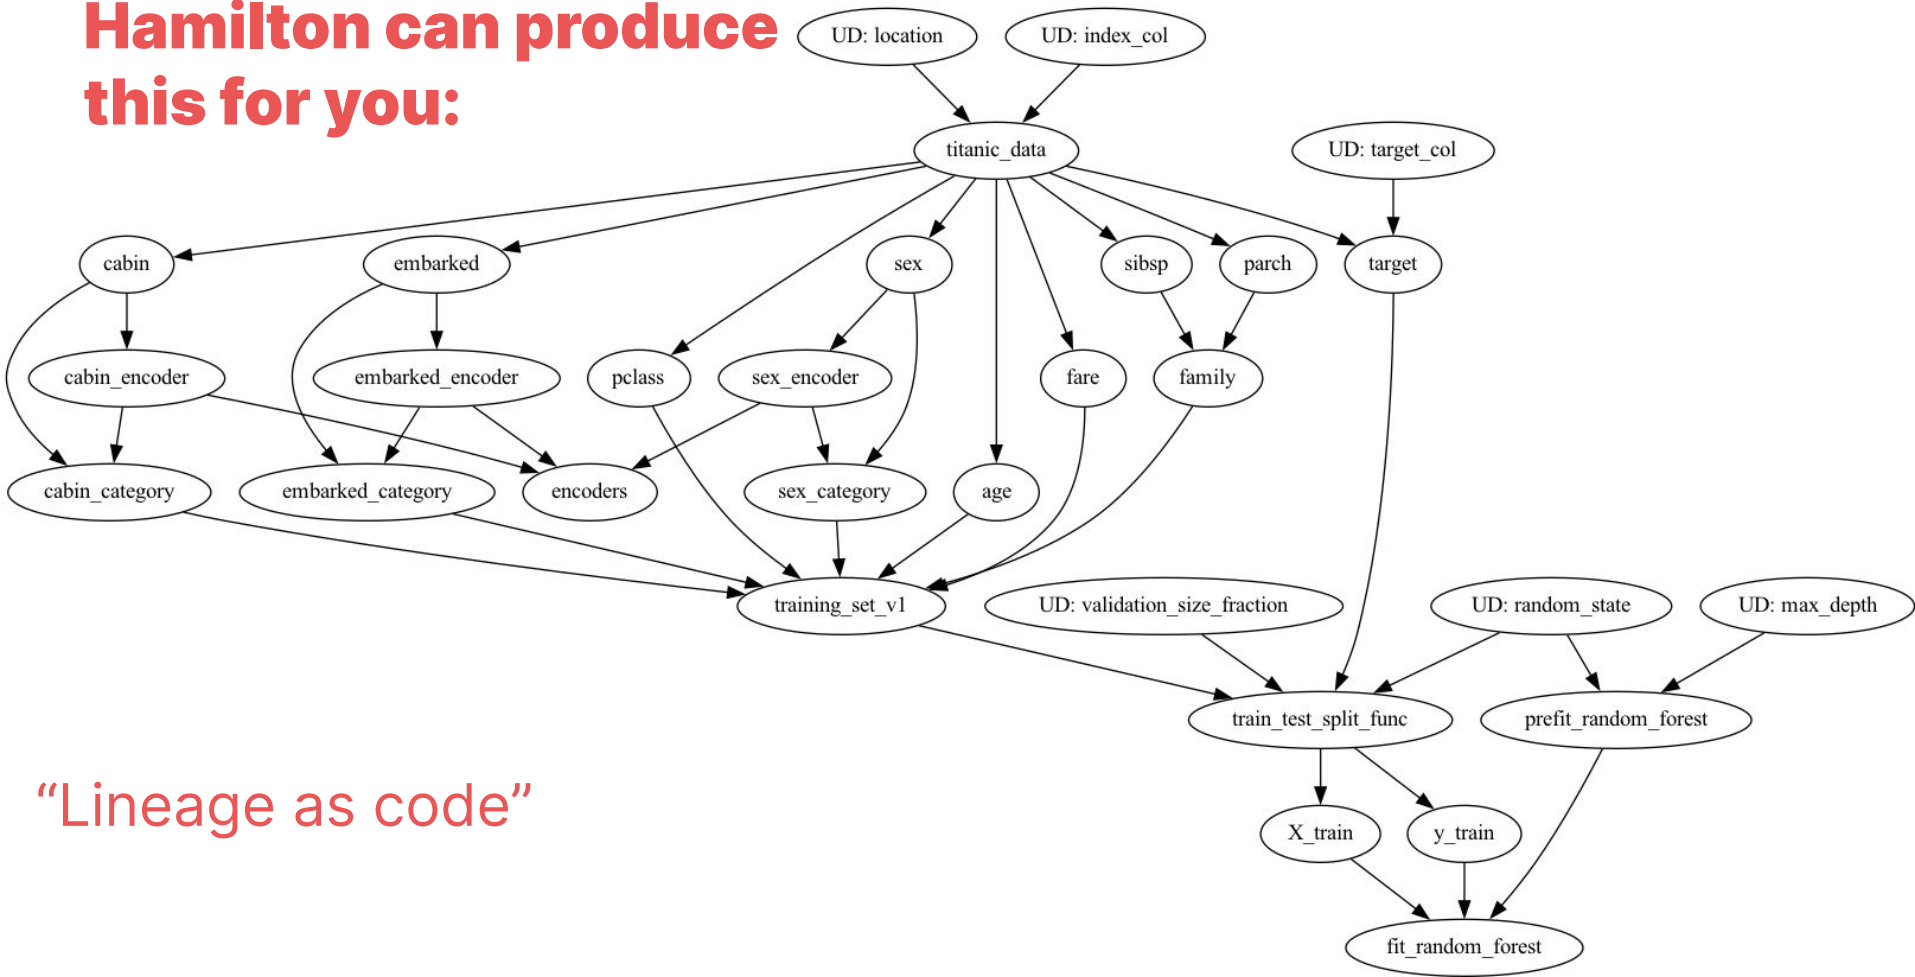 Hamilton can produce
this for you:
UD: location
UD: index_col
titanic_data
UD: target_col
cabin
embarked
sex
sibsp
parch
target
cabin_encoder
embarked_encoder
pclass
sex_encoder
fare
family
cabin_category
embarked_category
encoders
sex_category
age
training_set_v1
UD: validation_size_fraction
UD: random_state
UD: max_depth
train_test_split_func
prefit_random_forest
“Lineage as code”
X_train
y_train
fit_random_forest